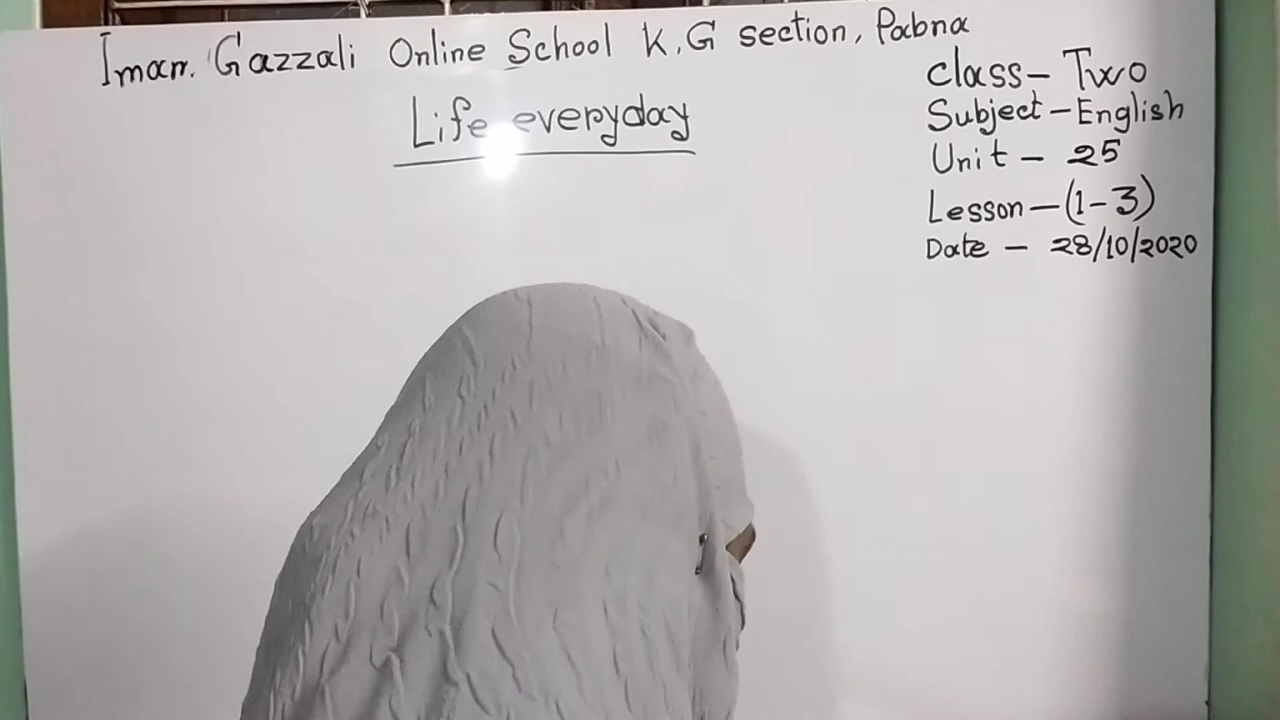 Imam Gazzali Online School K.G section, Pabna
Life everyday
Class- Two
Subject - English
Unit - 25
Lesson - (1-3)
Date - 28/10/2020